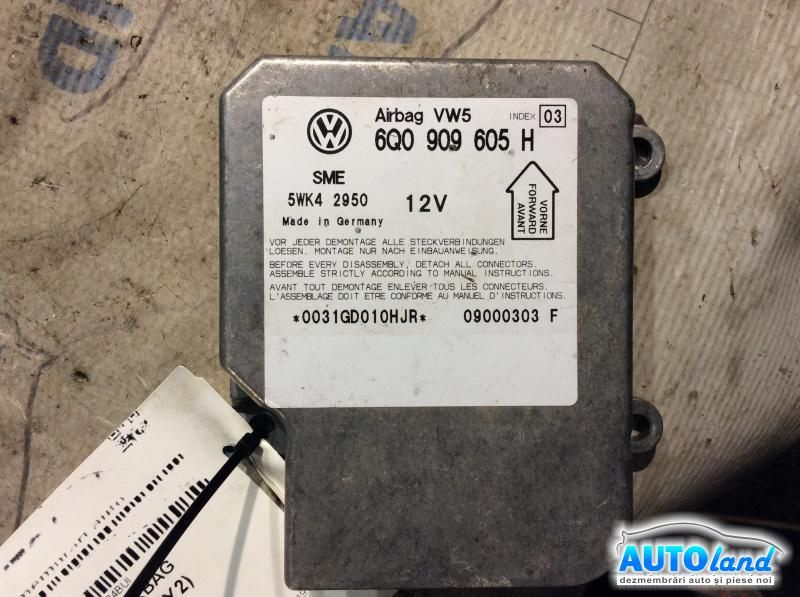 Airbag VW5
INDEX 03
6Q0 909 605 H
SME
5WK4 2950
12V
Made in Germany
VORNE
FORWARD
AVANT
VOR JEDER DEMONTAGE ALLE STECKVERBINDUNGEN
LOESEN. MONTAGE NUR NACH EINBAUANWEISUNG.
BEFORE EVERY DISASSEMBLY, DETACH ALL CONNECTORS.
ASSEMBLE STRICTLY ACCORDING TO MANUAL INSTRUCTIONS.
AVANT TOUT DEMONTAGE ENLEVER TOUS LES CONNECTEURS.
L'ASSEMBLAGE DOIT ETRE CONFORME AU MANUEL D'INSTRUCTIONS.
*0031GD010HJR*
09000303 F
AUTOland
dezmembrări auto și piese noi